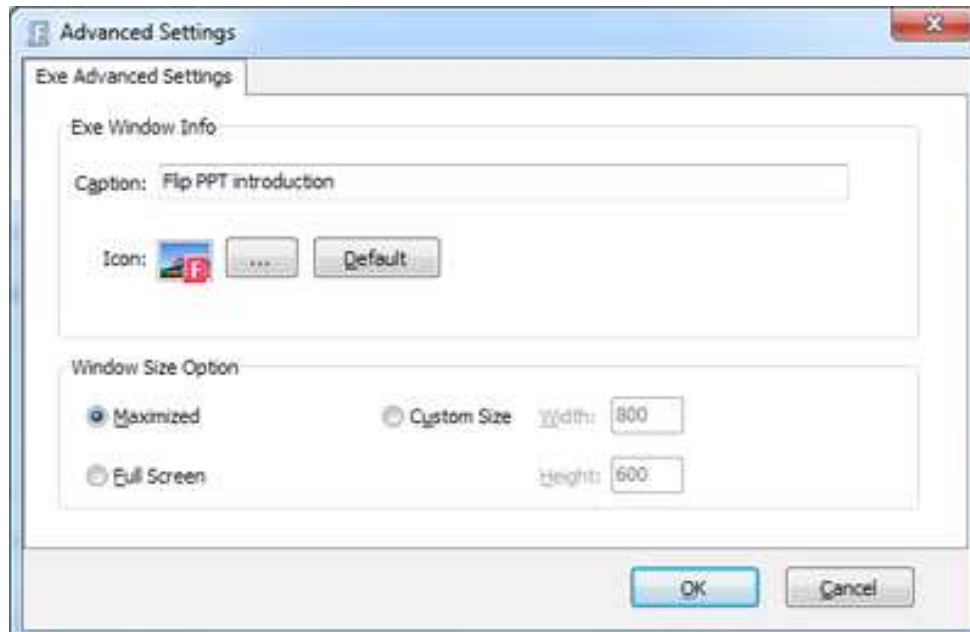 Advanced Settings
Exe Advanced Settings
Exe Window Info
Caption: Flip PPT introduction
Icon: F ... Default
Window Size Option
Maximized Custom Size Width: 800
Full Screen Height: 600
OK Cancel